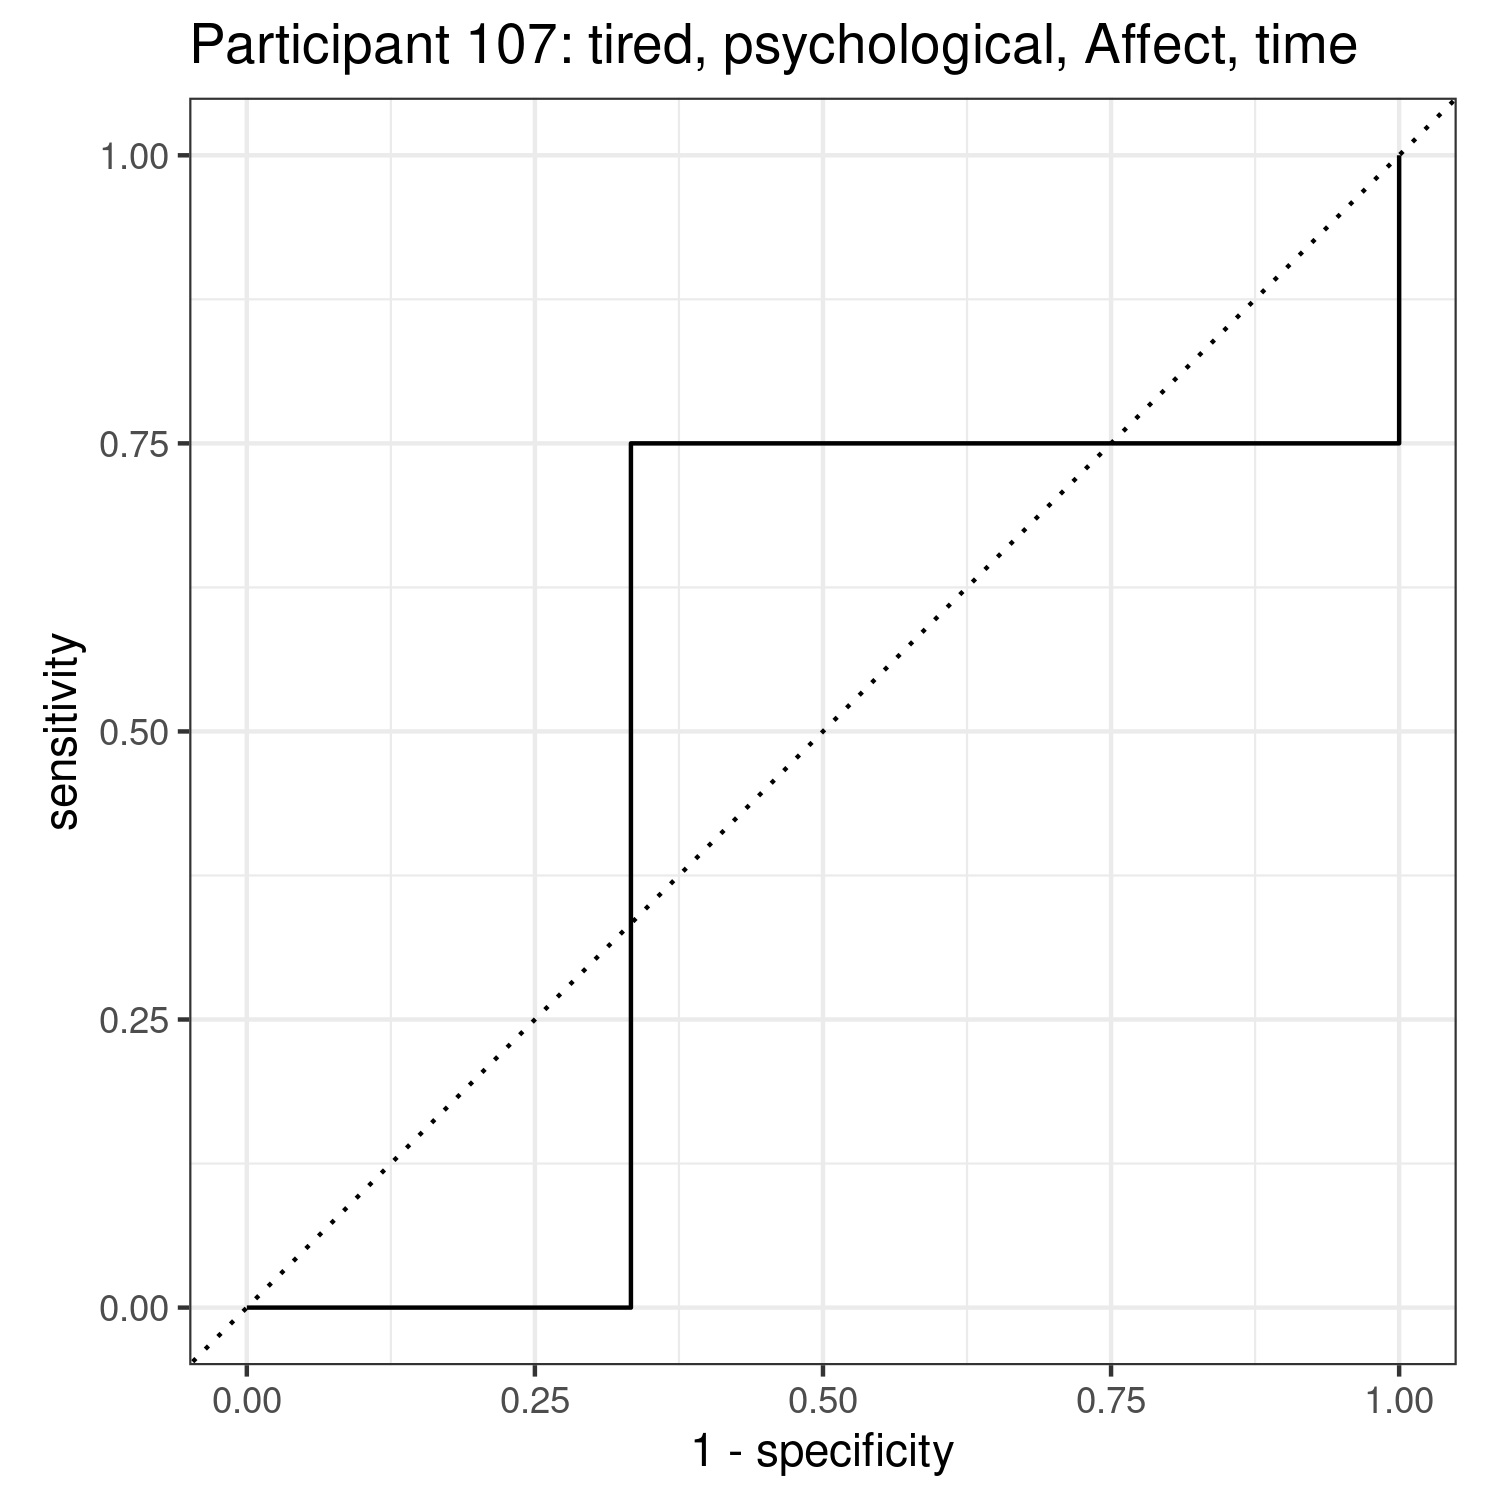 Participant 107: tired, psychological, Affect, time
1.00
0.75
0.50
0.25
0.00
sensitivity
0.00 0.25 0.50 0.75 1.00
1 - specificity